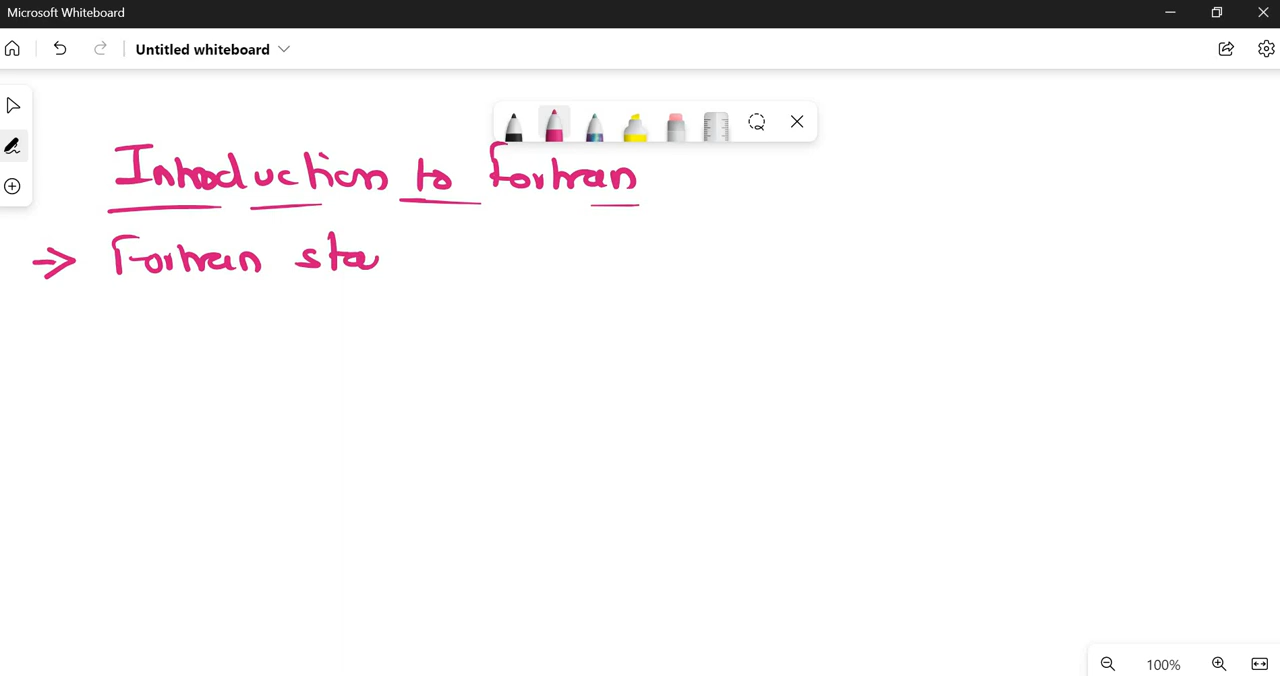 Microsoft Whiteboard
Untitled whiteboard
Introduction to Fortran
⇒ Fortran sta
100%